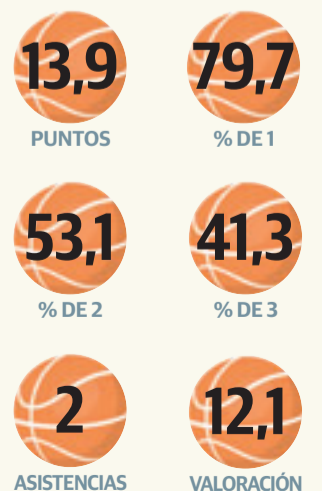 13,9 79,7
PUNTOS % DE 1
53,1 41,3
% DE 2 % DE 3
2 12,1
ASISTENCIAS VALORACIÓN